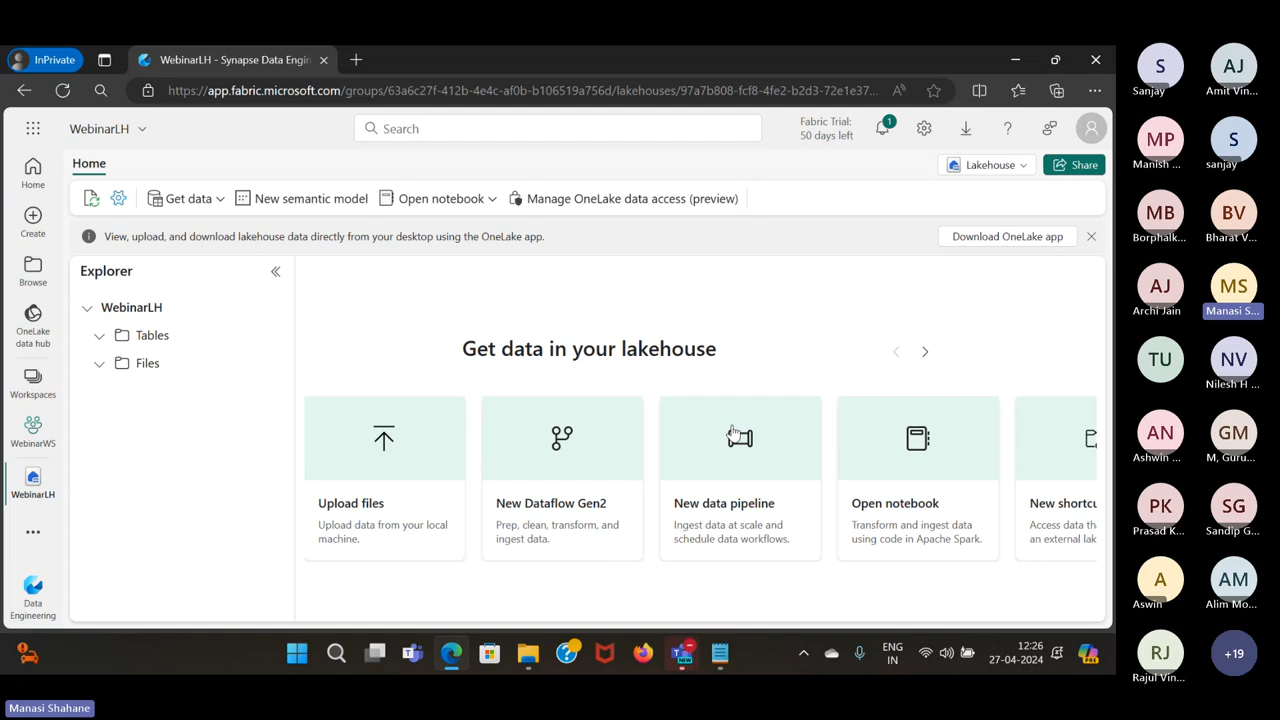 InPrivate
WebinarLH - Synapse Data Engin
https://app.fabric.microsoft.com/groups/63a6c27f-412b-4e4c-af0b-b106519a756d/lakehouses/97a7b808-fcf8-4fe2-b2d3-72e1e37...
WebinarLH
Search
Fabric Trial:
50 days left
1
Home
Lakehouse
Share
Get data
New semantic model
Open notebook
Manage OneLake data access (preview)
View, upload, and download lakehouse data directly from your desktop using the OneLake app.
Download OneLake app
Home
Create
Browse
OneLake
data hub
Workspaces
WebinarWS
WebinarLH
Data
Engineering
Explorer
WebinarLH
Tables
Files
Get data in your lakehouse
Upload files
Upload data from your local
machine.
New Dataflow Gen2
Prep, clean, transform, and
ingest data.
New data pipeline
Ingest data at scale and
schedule data workflows.
Open notebook
Transform and ingest data
using code in Apache Spark.
New shortcu
Access data tha
an external lak
ENG
IN
12:26
27-04-2024
PRE
NEW
Manasi Shahane
S
Sanjay
AJ
Amit Vin...
MP
Manish ...
S
sanjay
MB
Borphalk...
BV
Bharat V...
AJ
Archi Jain
MS
Manasi S...
TU
NV
Nilesh H ...
AN
Ashwin ...
GM
M, Guru...
PK
Prasad K...
SG
Sandip G...
A
Aswin
AM
Alim Mo...
RJ
Rajul Vin...
+19